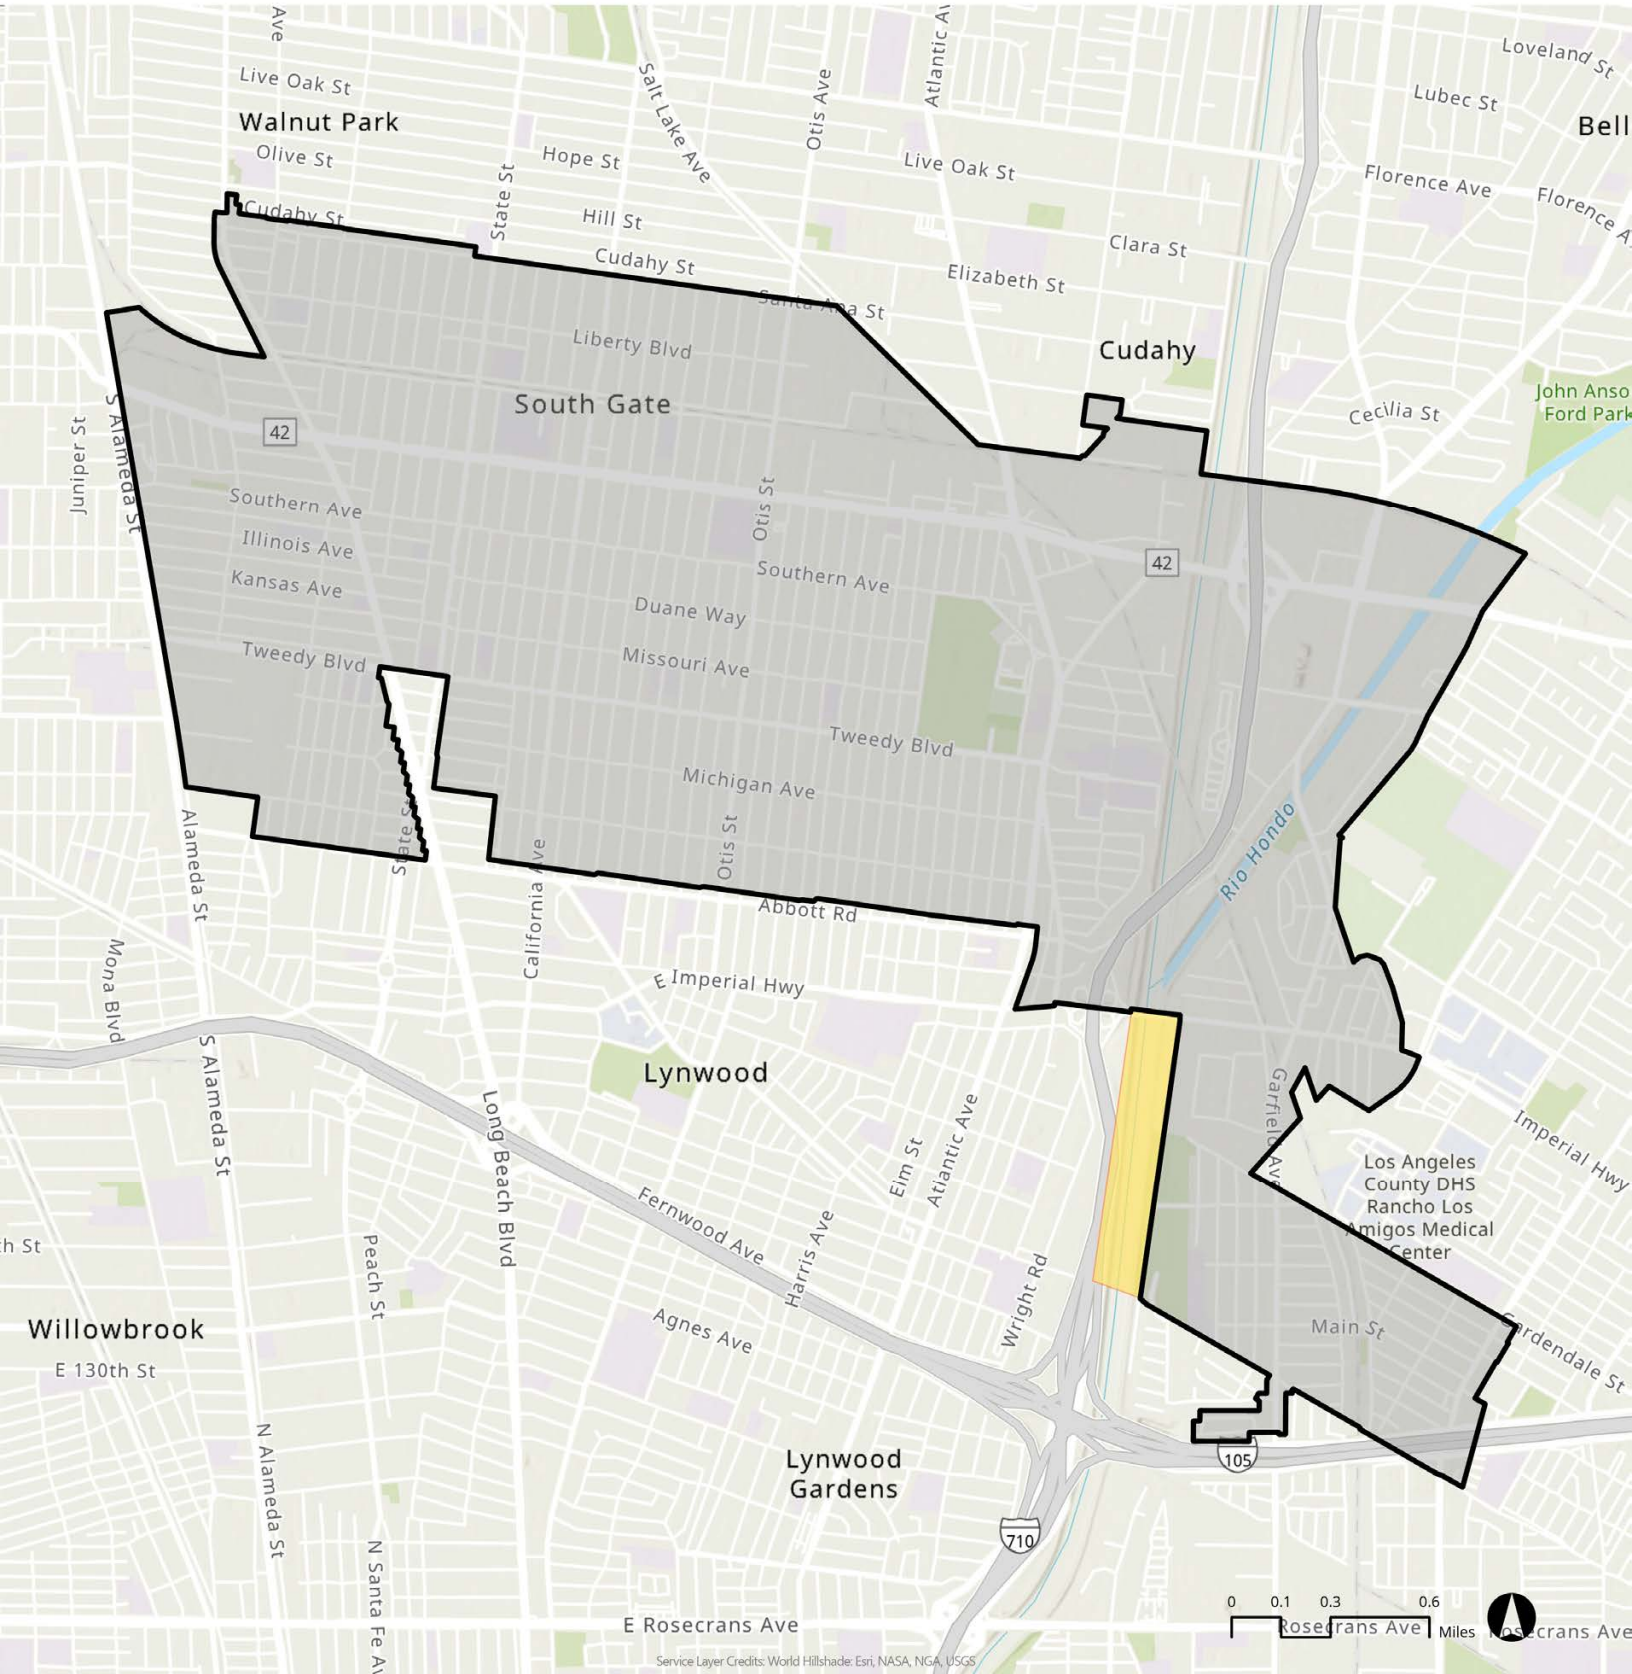 Ave
Atlantic Av
Loveland St
Live Oak St
Salt Lake Ave
Otis Ave
Lubec St
Walnut Park
Bell
Olive St
Hope St
Live Oak St
Florence Ave
Florence A
State St
Cudahy St
Hill St
Clara St
Cudahy St
Elizabeth St
Santa Ana St
Liberty Blvd
Cudahy
South Gate
John Anso
Ford Park
Cecilia St
42
Juniper St
S Alameda St
Southern Ave
Otis St
Illinois Ave
42
Kansas Ave
Southern Ave
Duane Way
Tweedy Blvd
Missouri Ave
Tweedy Blvd
Michigan Ave
State St
Otis St
Rio Hondo
Alameda St
California Ave
Abbott Rd
Mona Blvd
E Imperial Hwy
Lynwood
S Alameda St
Long Beach Blvd
Garfield Ave
Elm St
Atlantic Ave
Imperial Hwy
Los Angeles
County DHS
Rancho Los
Amigos Medical
Center
th St
Peach St
Fernwood Ave
Harris Ave
Wright Rd
Willowbrook
E 130th St
Agnes Ave
Main St
Gardendale St
N Alameda St
Lynwood
Gardens
105
710
N Santa Fe Av
0 0.1 0.3 0.6
Miles
E Rosecrans Ave
Rosecrans Ave
Rosecrans Ave
Service Layer Credits: World Hillshade: Esri, NASA, NGA, USGS